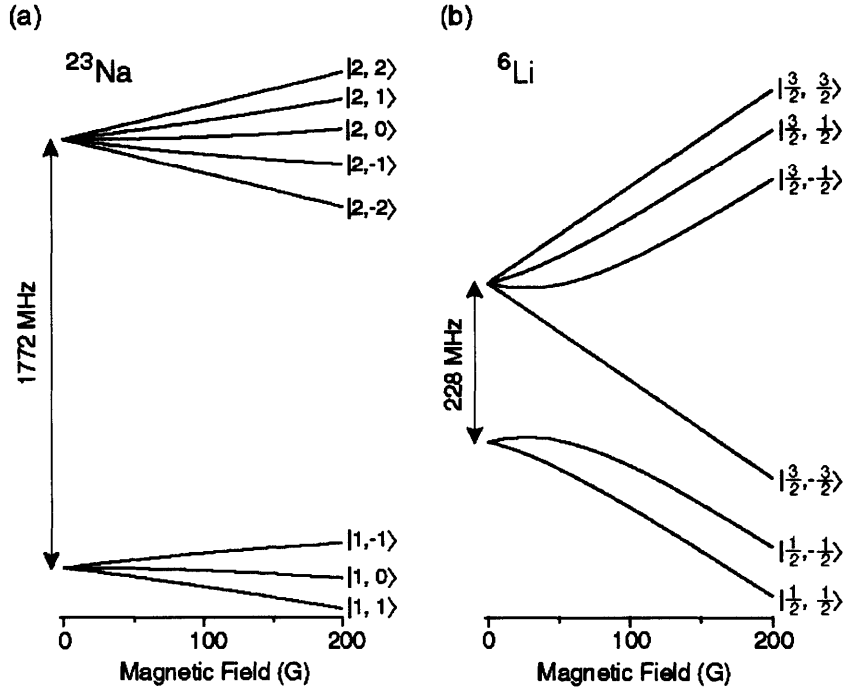 (a)
²³Na
|2, 2⟩
|2, 1⟩
|2, 0⟩
|2,-1⟩
|2,-2⟩
1772 MHz
|1,-1⟩
|1, 0⟩
|1, 1⟩
0 100 200
Magnetic Field (G)
(b)
⁶Li
|3/2, 3/2⟩
|3/2, 1/2⟩
|3/2,-1/2⟩
228 MHz
|3/2,-3/2⟩
|1/2,-1/2⟩
|1/2, 1/2⟩
0 100 200
Magnetic Field (G)